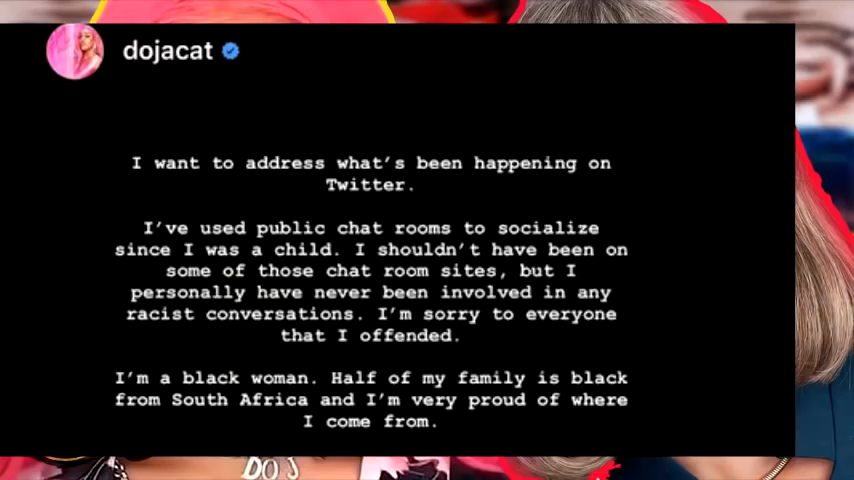 dojacat
I want to address what's been happening on
Twitter.
I've used public chat rooms to socialize
since I was a child. I shouldn't have been on
some of those chat room sites, but I
personally have never been involved in any
racist conversations. I'm sorry to everyone
that I offended.
I'm a black woman. Half of my family is black
from South Africa and I'm very proud of where
I come from.